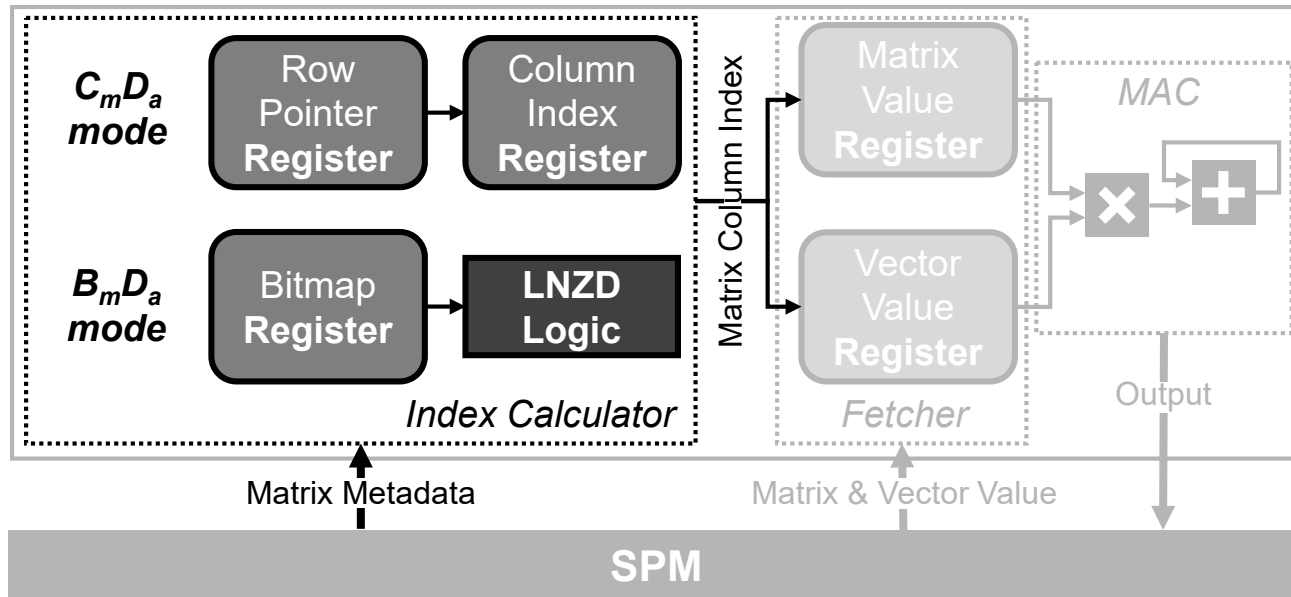 CmDa
mode
Row
Pointer
Register
Column
Index
Register
BmDa
mode
Bitmap
Register
LNZD
Logic
Index Calculator
Matrix Column Index
Matrix
Value
Register
Vector
Value
Register
Fetcher
MAC
Output
Matrix Metadata
Matrix & Vector Value
SPM